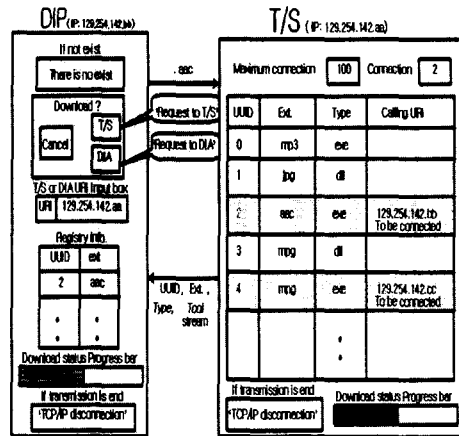 DIP (IP: 129.254.142.bb)
If not exist
There is no exist
Download ?
Cancel
T/S
DIA
T/S or DIA URI Input box
URI 129.254.142.aa
Registry Info.
UUID ext
2 aac
Download status Progress bar
If transmission is end
'TCP/IP disconnection'
. aac
'Request to T/S'
'Request to DIA'
UUID, Ext.,
Type, Tool
stream
T/S (IP: 129.254.142.aa)
Maximum connection 100 Connection 2
UUID Ext. Type Calling URI
0 mp3 exe
1 jpg dll
2 aac exe 129.254.142.bb
To be connected
3 mpg dll
4 mpg exe 129.254.142.cc
To be connected
If transmission is end
'TCP/IP disconnection'
Download status Progress bar